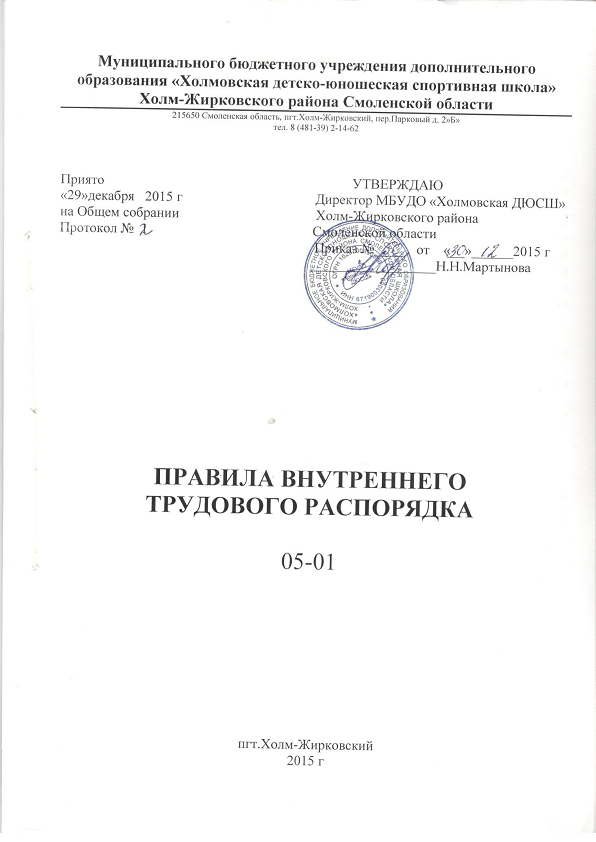 Муниципального бюджетного учреждения дополнительного
образования «Холмовская детско-юношеская спортивная школа»
Холм-Жирковского района Смоленской области
215650 Смоленская область, пгт.Холм-Жирковский, пер.Парковый д. 2»Б»
тел. 8 (481-39) 2-14-62
Приято
«29»декабря 2015 г
на Общем собрании
Протокол № 2
УТВЕРЖДАЮ
Директор МБУДО «Холмовская ДЮСШ»
Холм-Жирковского района
Смоленской области
Приказ № от «30» 12 2015 г
Н.Н.Мартынова
ПРАВИЛА ВНУТРЕННЕГО
ТРУДОВОГО РАСПОРЯДКА
05-01
пгт.Холм-Жирковский
2015 г